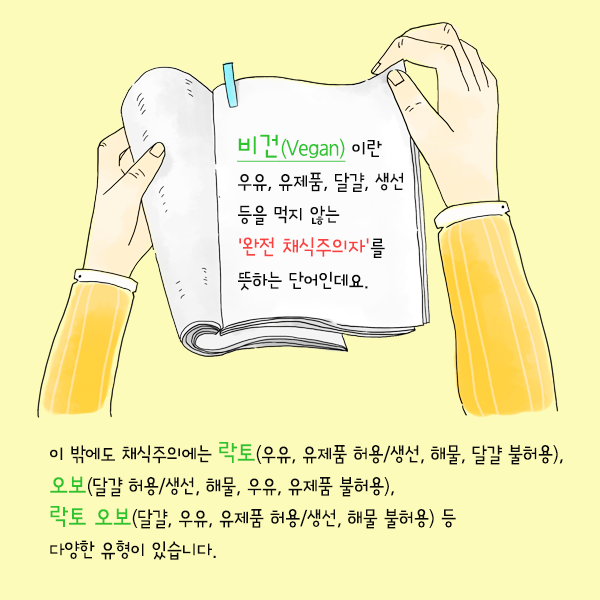 비건(Vegan) 이란
우유, 유제품, 달걀, 생선
등을 먹지 않는
'완전 채식주의자'를
뜻하는 단어인데요.
이 밖에도 채식주의에는 락토(우유, 유제품 허용/생선, 해물, 달걀 불허용),
오보(달걀 허용/생선, 해물, 우유, 유제품 불허용),
락토 오보(달걀, 우유, 유제품 허용/생선, 해물 불허용) 등
다양한 유형이 있습니다.